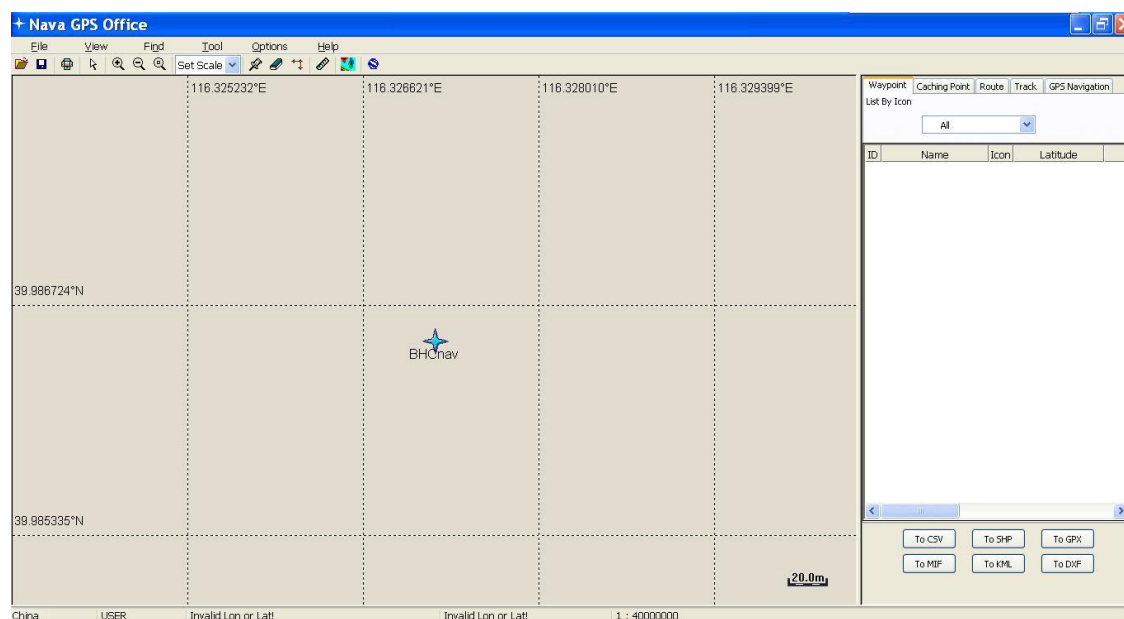 Nava GPS Office
File View Find Tool Options Help
Set Scale
116.325232°E 116.326621°E 116.328010°E 116.329399°E
Waypoint Caching Point Route Track GPS Navigation
List By Icon
All
ID Name Icon Latitude
39.986724°N
BHCnav
39.985335°N
To CSV To SHP To GPX
To MIF To KML To DXF
20.0m
China USER Invalid Lon or Lat! Invalid Lon or Lat! 1 : 40000000